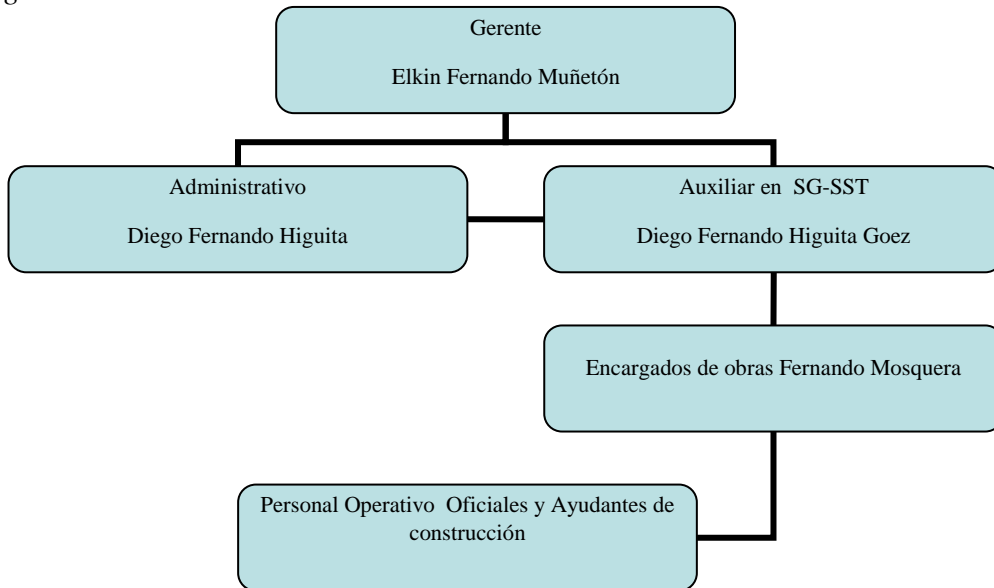 Gerente
Elkin Fernando Muñetón
Administrativo
Diego Fernando Higuita
Auxiliar en SG-SST
Diego Fernando Higuita Goez
Encargados de obras Fernando Mosquera
Personal Operativo Oficiales y Ayudantes de
construcción